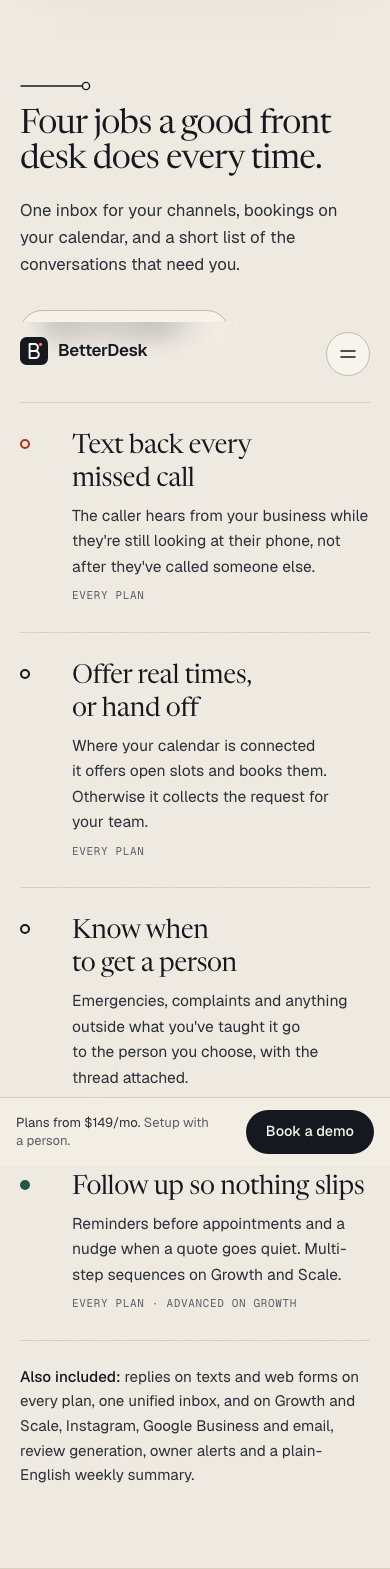 Four jobs a good front
desk does every time.
One inbox for your channels, bookings on
your calendar, and a short list of the
conversations that need you.
B BetterDesk
Text back every
missed call
The caller hears from your business while
they're still looking at their phone, not
after they've called someone else.
EVERY PLAN
Offer real times,
or hand off
Where your calendar is connected
it offers open slots and books them.
Otherwise it collects the request for
your team.
EVERY PLAN
Know when
to get a person
Emergencies, complaints and anything
outside what you've taught it go
to the person you choose, with the
thread attached.
Plans from $149/mo. Setup with
a person.
Book a demo
Follow up so nothing slips
Reminders before appointments and a
nudge when a quote goes quiet. Multi-
step sequences on Growth and Scale.
EVERY PLAN · ADVANCED ON GROWTH
Also included: replies on texts and web forms on
every plan, one unified inbox, and on Growth and
Scale, Instagram, Google Business and email,
review generation, owner alerts and a plain-
English weekly summary.